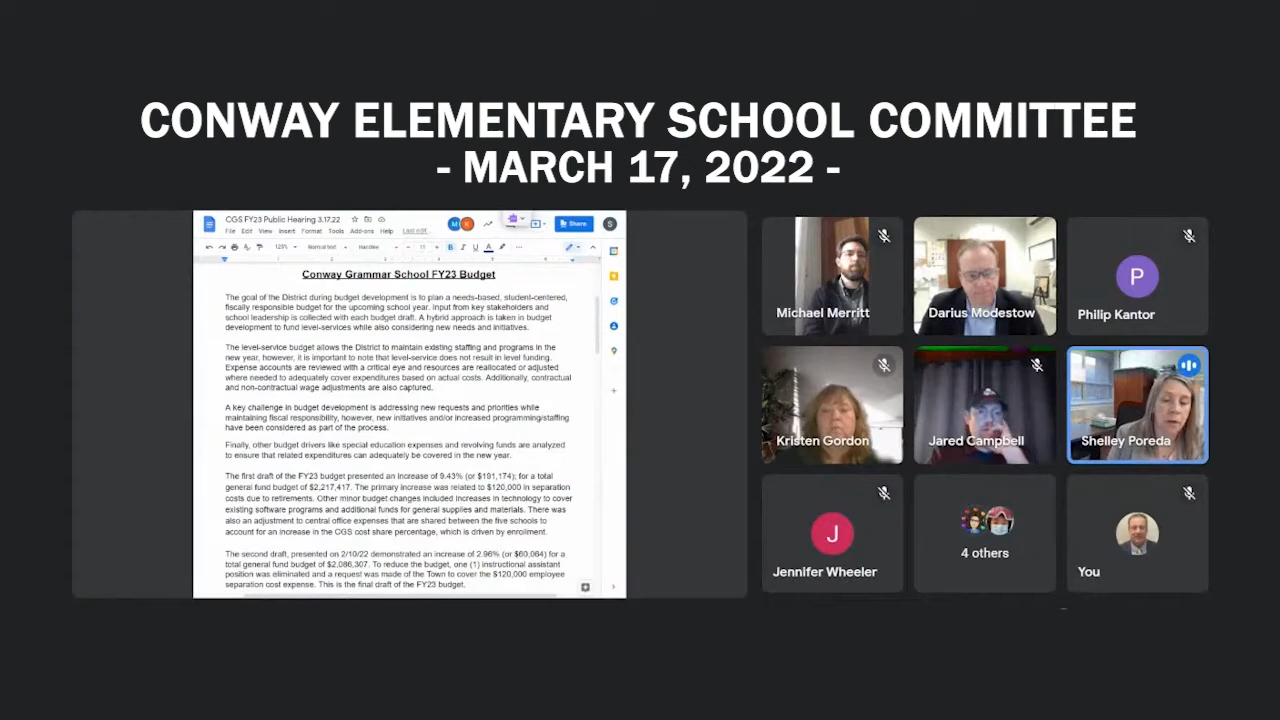 CONWAY ELEMENTARY SCHOOL COMMITTEE
- MARCH 17, 2022 -
CGS FY23 Public Hearing 3.17.22
File Edit View Insert Format Tools Add-ons Help Last edit...
Share
S
M K
125% Normal text 11 B I U A
Conway Grammar School FY23 Budget
The goal of the District during budget development is to plan a needs-based, student-centered,
fiscally responsible budget for the upcoming school year. Input from key stakeholders and
school leadership is collected with each budget draft. A hybrid approach is taken in budget
development to fund level-services while also considering new needs and initiatives.
The level-service budget allows the District to maintain existing staffing and programs in the
new year, however, it is important to note that level-service does not result in level funding.
Expense accounts are reviewed with a critical eye and resources are reallocated or adjusted
where needed to adequately cover expenditures based on actual costs. Additionally, contractual
and non-contractual wage adjustments are also captured.
A key challenge in budget development is addressing new requests and priorities while
maintaining fiscal responsibility, however, new initiatives and/or increased programming/staffing
have been considered as part of the process.
Finally, other budget drivers like special education expenses and revolving funds are analyzed
to ensure that related expenditures can adequately be covered in the new year.
The first draft of the FY23 budget presented an increase of 9.43% (or $191,174); for a total
general fund budget of $2,217,417. The primary increase was related to $120,000 in separation
costs due to retirements. Other minor budget changes included increases in technology to cover
existing software programs and additional funds for general supplies and materials. There was
also an adjustment to central office expenses that are shared between the five schools to
account for an increase in the CGS cost share percentage, which is driven by enrollment.
The second draft, presented on 2/10/22 demonstrated an increase of 2.96% (or $60,064) for a
total general fund budget of $2,086,307. To reduce the budget, one (1) instructional assistant
position was eliminated and a request was made of the Town to cover the $120,000 employee
separation cost expense. This is the final draft of the FY23 budget.
Michael Merritt
Darius Modestow
P
Philip Kantor
Kristen Gordon
Jared Campbell
Shelley Poreda
J
Jennifer Wheeler
4 others
You